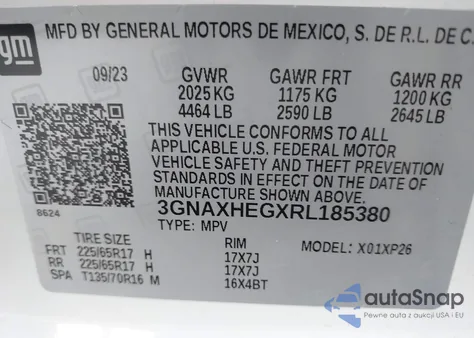 gm
MFD BY GENERAL MOTORS DE MEXICO, S. DE R.L. DE C.
09/23 GVWR GAWR FRT GAWR RR
2025 KG 1175 KG 1200 KG
4464 LB 2590 LB 2645 LB
THIS VEHICLE CONFORMS TO ALL
APPLICABLE U.S. FEDERAL MOTOR
VEHICLE SAFETY AND THEFT PREVENTION
STANDARDS IN EFFECT ON THE DATE OF
MANUFACTURE SHOWN ABOVE.
3GNAXHEGXRL185380
8624 TYPE: MPV
TIRE SIZE RIM MODEL: X01XP26
FRT 225/65R17 H 17X7J
RR 225/65R17 H 17X7J
SPA T135/70R16 M 16X4BT
autoSnap
Dostawca pojazdów z aukcji USA i EU